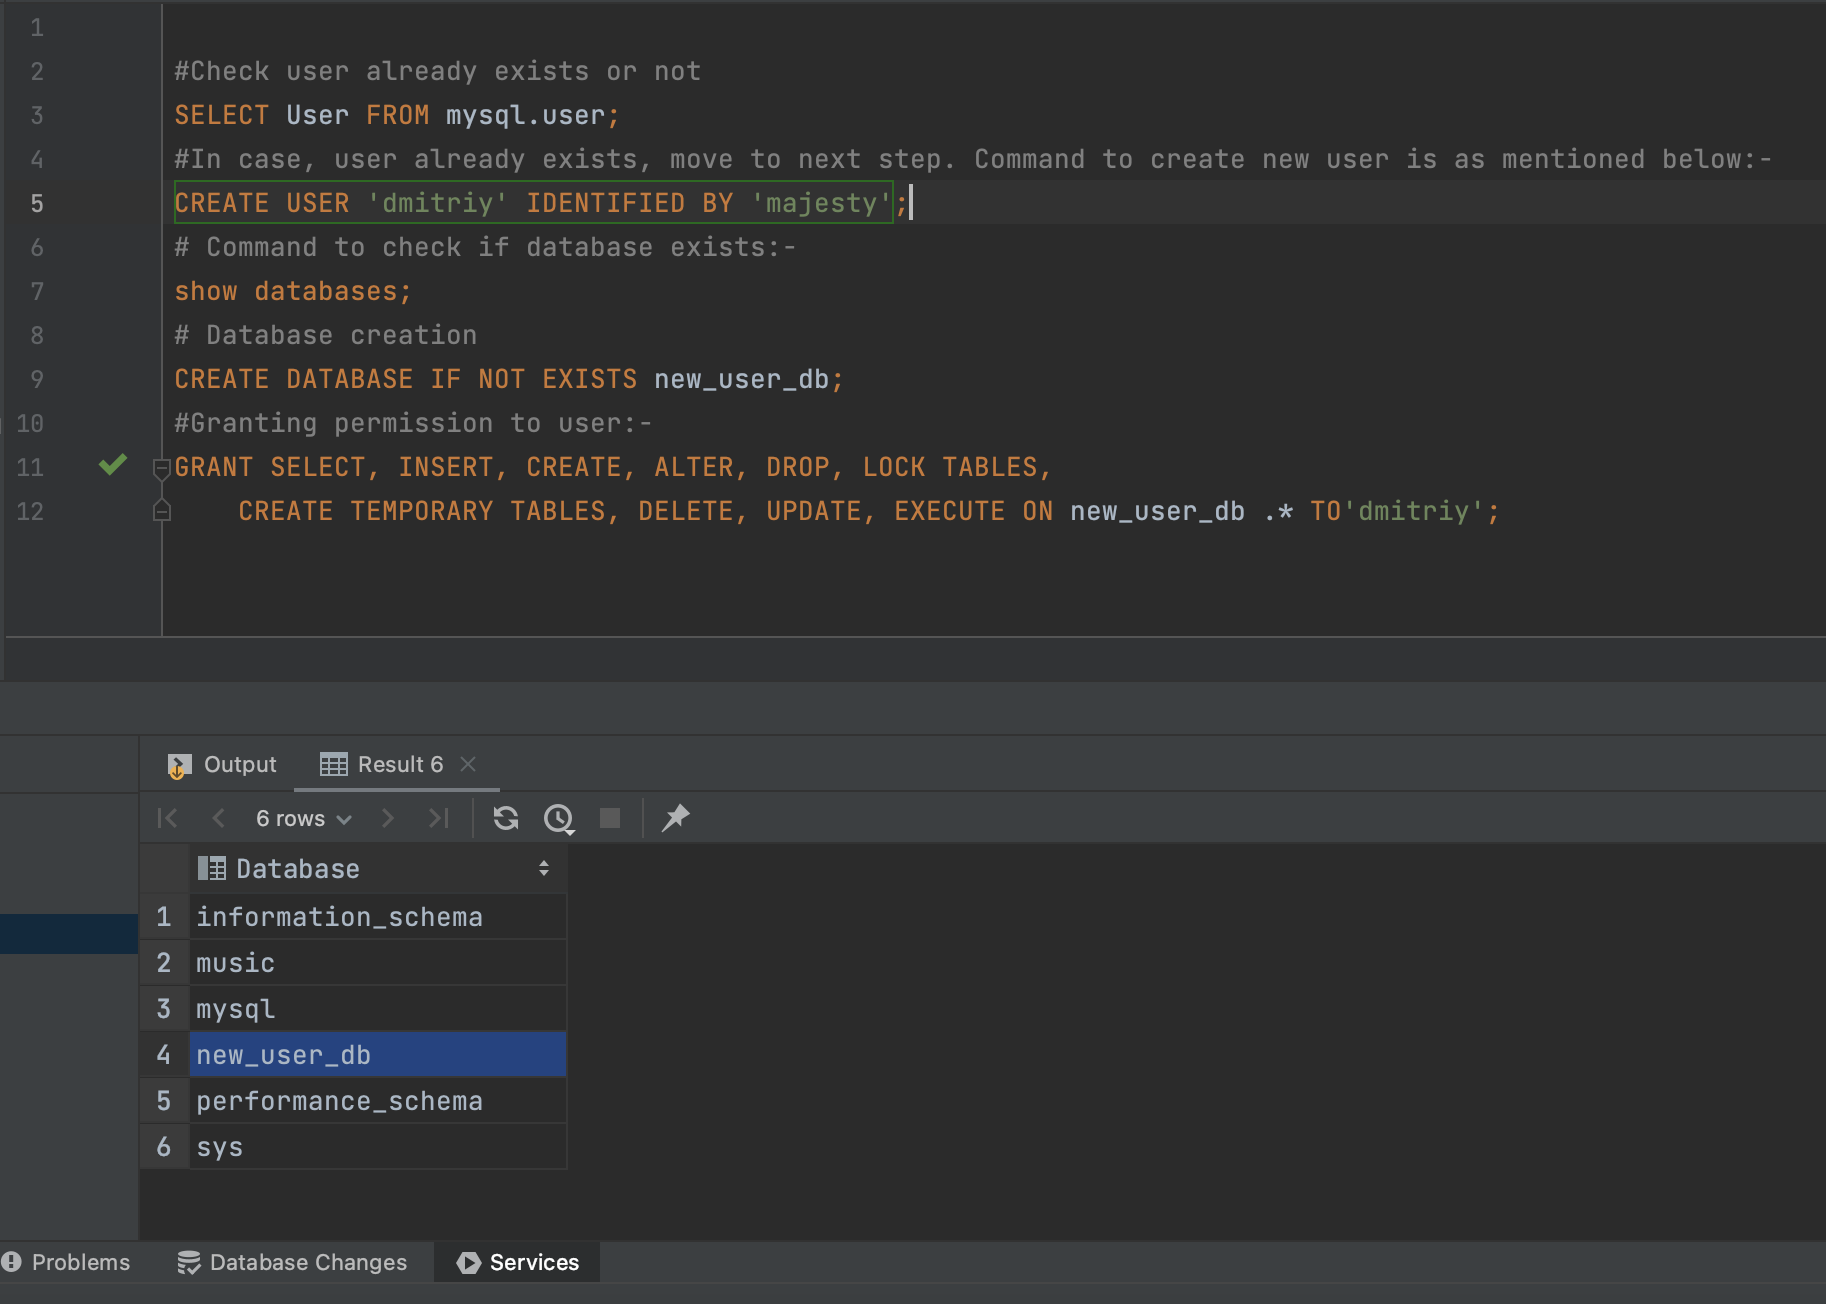 1
2 #Check user already exists or not
3 SELECT User FROM mysql.user;
4 #In case, user already exists, move to next step. Command to create new user is as mentioned below:-
5 CREATE USER 'dmitriy' IDENTIFIED BY 'majesty';
6 # Command to check if database exists:-
7 show databases;
8 # Database creation
9 CREATE DATABASE IF NOT EXISTS new_user_db;
10 #Granting permission to user:-
11 GRANT SELECT, INSERT, CREATE, ALTER, DROP, LOCK TABLES,
12 CREATE TEMPORARY TABLES, DELETE, UPDATE, EXECUTE ON new_user_db .* TO'dmitriy';
Output Result 6
6 rows
Database
1 information_schema
2 music
3 mysql
4 new_user_db
5 performance_schema
6 sys
Problems Database Changes Services